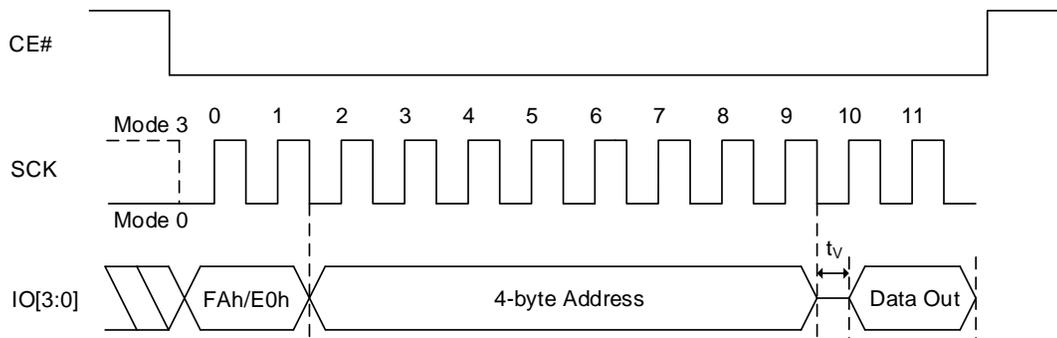 CE#
0 1 2 3 4 5 6 7 8 9 10 11
Mode 3
SCK
Mode 0
tV
IO[3:0]
FAh/E0h
4-byte Address
Data Out